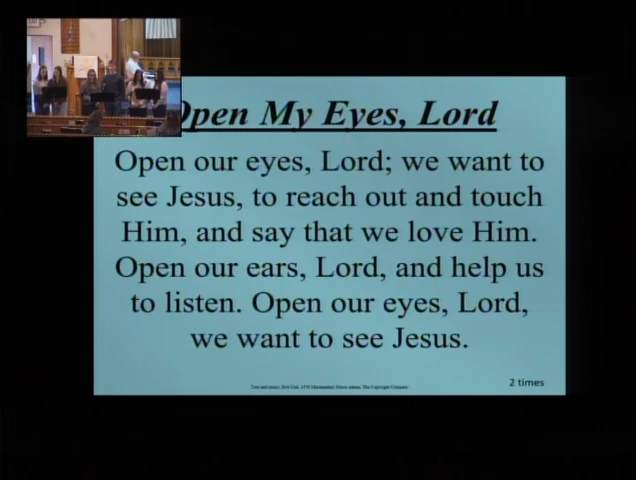 Open My Eyes, Lord
Open our eyes, Lord; we want to
see Jesus, to reach out and touch
Him, and say that we love Him.
Open our ears, Lord, and help us
to listen. Open our eyes, Lord,
we want to see Jesus.
2 times